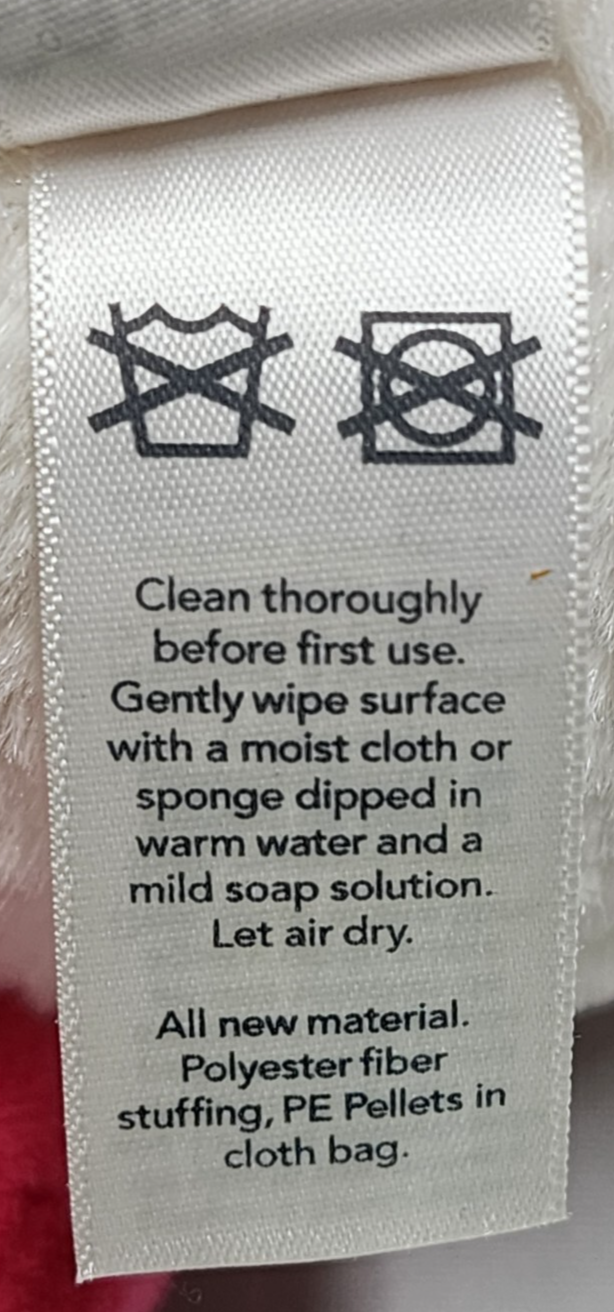 Clean thoroughly
before first use.
Gently wipe surface
with a moist cloth or
sponge dipped in
warm water and a
mild soap solution.
Let air dry.
All new material.
Polyester fiber
stuffing, PE Pellets in
cloth bag.